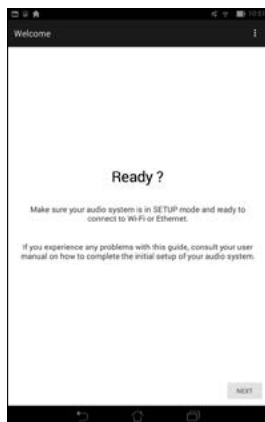 Welcome
Ready ?
Make sure your audio system is in SETUP mode and ready to
connect to Wi-Fi or Ethernet.
If you experience any problems with this guide, consult your user
manual on how to complete the initial setup of your audio system.
NEXT